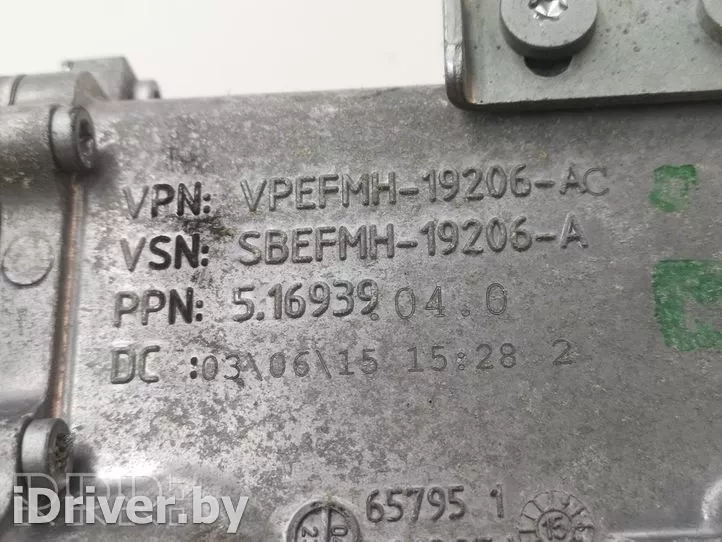 VPN: VPEFMH-19206-AC
VSN: SBEFMH-19206-A
PPN: 5.16939.04.0
DC :03\06\15 15:28 2
65795 1
15
iDriver.by